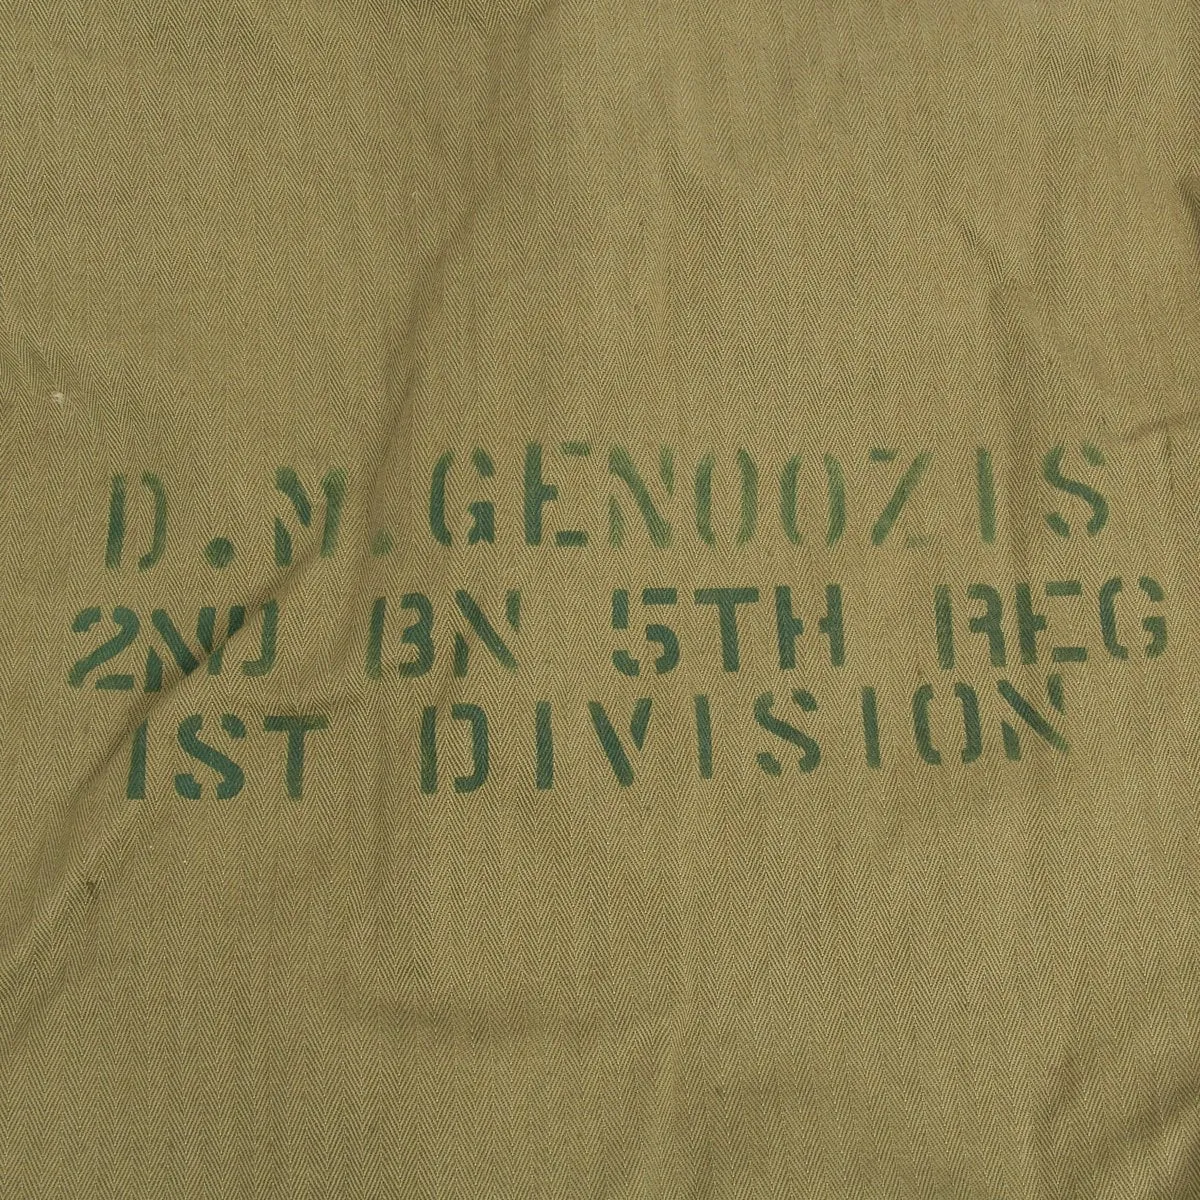 D.M.GENOOZIS
2ND BN 5TH REG
1ST DIVISION